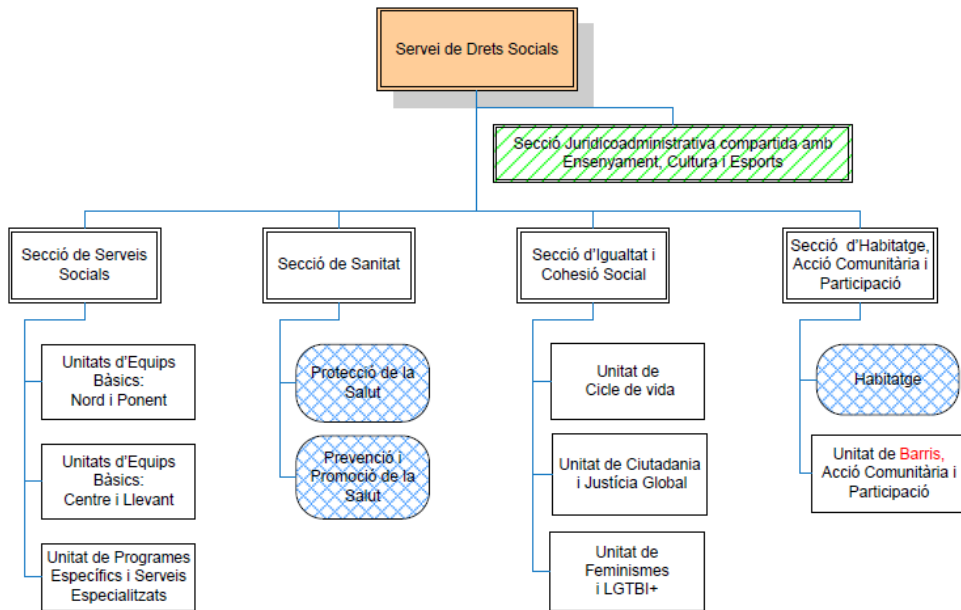 Servei de Drets Socials
Secció Juridicoadministrativa compartida amb
Ensenyament, Cultura i Esports
Secció de Serveis
Socials
Secció de Sanitat
Secció d'Igualtat i
Cohesió Social
Secció d'Habitatge,
Acció Comunitària i
Participació
Unitats d'Equips
Bàsics:
Nord i Ponent
Unitats d'Equips
Bàsics:
Centre i Llevant
Unitat de Programes
Específics i Serveis
Especialitzats
Protecció de la
Salut
Prevenció i
Promoció de la
Salut
Unitat de
Cicle de vida
Unitat de Ciutadania
i Justícia Global
Unitat de
Feminismes
i LGTBI+
Habitatge
Unitat de Barris,
Acció Comunitària i
Participació